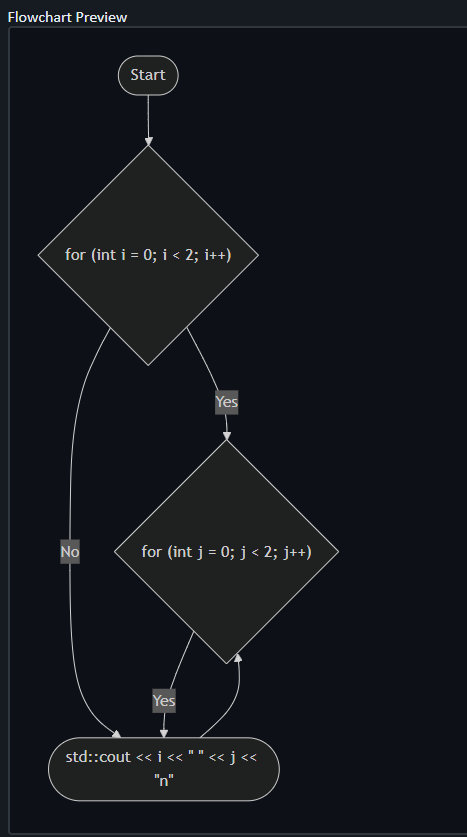 Flowchart Preview
Start
for (int i = 0; i < 2; i++)
Yes
for (int j = 0; j < 2; j++)
No
Yes
std::cout << i << " " << j <<
"n"